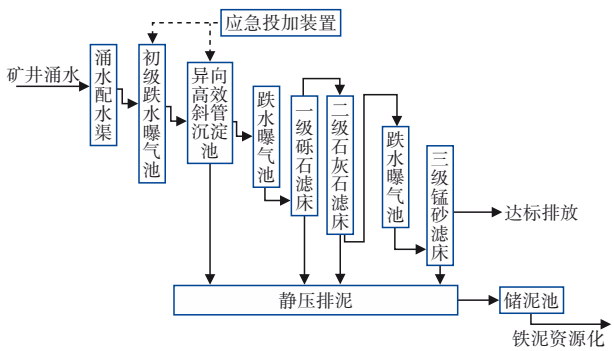 应急投加装置
矿井涌水
涌水配水渠
初级跌水曝气池
异向
高效
斜管
沉淀
池
跌水曝气池
一级砾石滤床
二级石灰石滤床
跌水曝气池
三级锰砂滤床
达标排放
静压排泥
储泥池
铁泥资源化